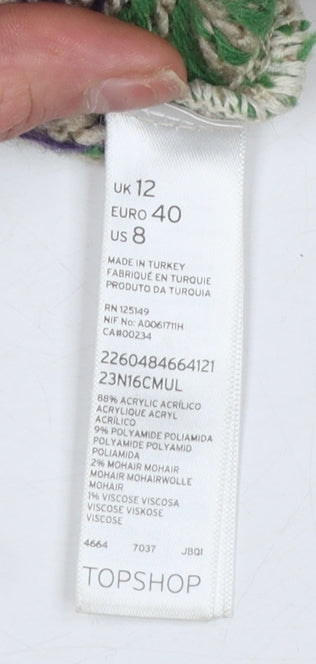 UK 12
EURO 40
US 8
MADE IN TURKEY
FABRIQUÉ EN TURQUIE
PRODUTO DA TURQUIA
RN 125149
NIF No: AD061711H
CA#00234
2260484664121
23N16CMUL
88% ACRYLIC ACRÍLICO
ACRYLIQUE ACRYL
ACRÍLICO
9% POLYAMIDE POLIAMIDA
POLYAMIDE POLYAMID
POLIAMIDA
2% MOHAIR MOHAIR
MOHAIR MOHAIRWOLLE
MOHAIR
1% VISCOSE VISCOSA
VISCOSE VISKOSE
VISCOSE
4664 7037 JBQI
TOPSHOP